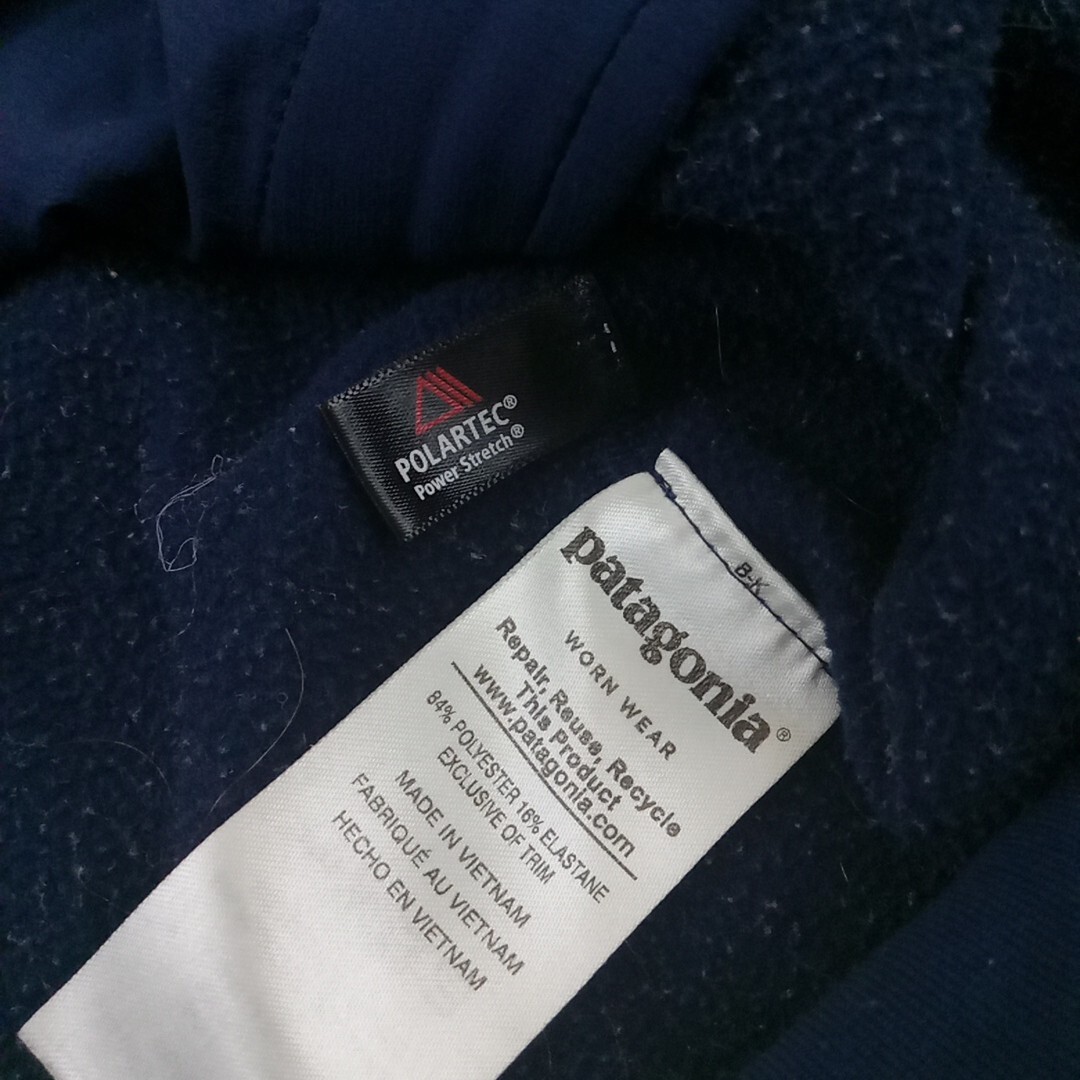 POLARTEC®
Power Stretch®
B-K
patagonia®
WORN WEAR
Repair, Reuse, Recycle
This Product
www.patagonia.com
84% POLYESTER 16% ELASTANE
EXCLUSIVE OF TRIM
MADE IN VIETNAM
FABRIQUÉ AU VIETNAM
HECHO EN VIETNAM